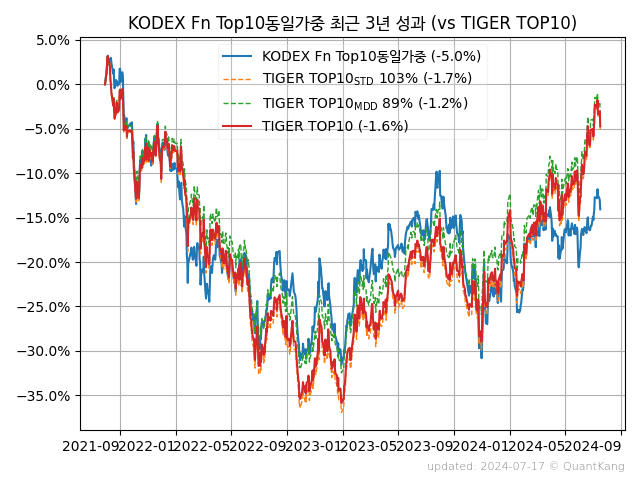 KODEX Fn Top10동일가중 최근 3년 성과 (vs TIGER TOP10)
5.0%
0.0%
−5.0%
−10.0%
−15.0%
−20.0%
−25.0%
−30.0%
−35.0%
KODEX Fn Top10동일가중 (-5.0%)
TIGER TOP10STD 103% (-1.7%)
TIGER TOP10MDD 89% (-1.2%)
TIGER TOP10 (-1.6%)
2021-09 2022-01 2022-05 2022-09 2023-01 2023-05 2023-09 2024-01 2024-05 2024-09
updated: 2024-07-17 © QuantKang